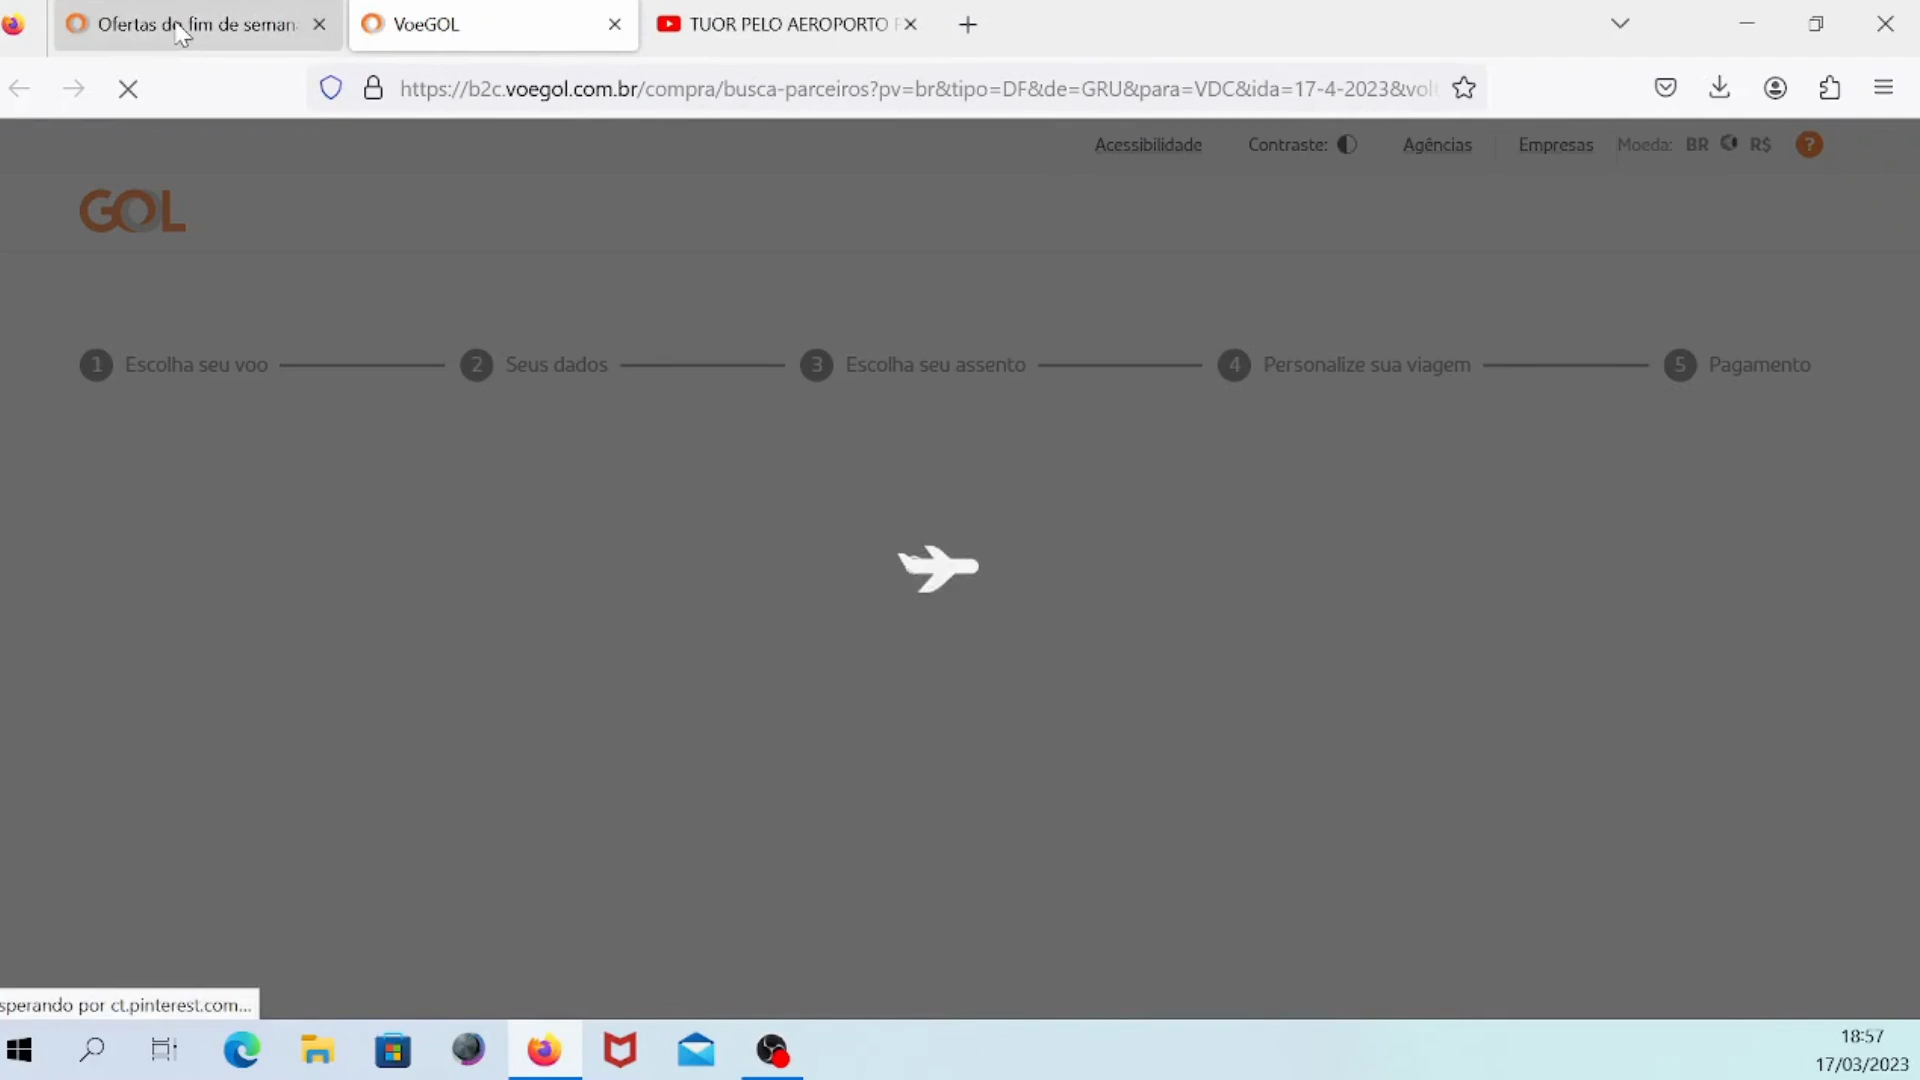 Ofertas do fim de seman
VoeGOL
TUOR PELO AEROPORTO
https://b2c.voegol.com.br/compra/busca-parceiros?pv=br&tipo=DF&de=GRU&para=VDC&ida=17-4-2023&vol
Acessibilidade
Contraste:
Agências
Empresas
Moeda: BR R$ ?
GOL
1 Escolha seu voo
2 Seus dados
3 Escolha seu assento
4 Personalize sua viagem
5 Pagamento
sperando por ct.pinterest.com...
18:57
17/03/2023